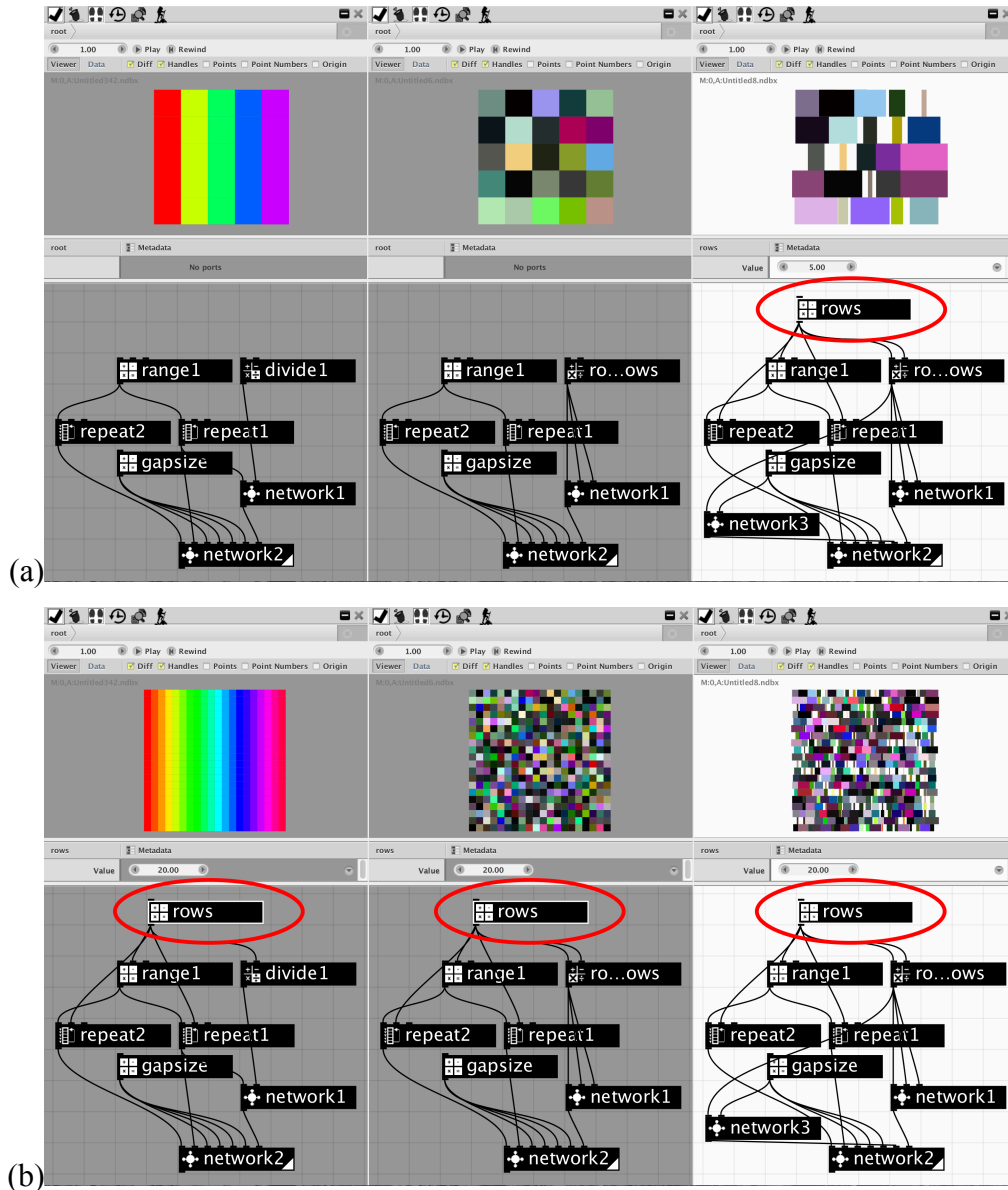 root
root
root
1.00 Play Rewind
1.00 Play Rewind
1.00 Play Rewind
Viewer Data Diff Handles Points Point Numbers Origin
Viewer Data Diff Handles Points Point Numbers Origin
Viewer Data Diff Handles Points Point Numbers Origin
M:0,A:Untitled342.ndbx
M:0,A:Untitled6.ndbx
M:0,A:Untitled8.ndbx
root Metadata
root Metadata
rows Metadata
No ports
No ports
Value 5.00
rows
range1 divide1
range1 ro...ows
range1 ro...ows
repeat2 repeat1
repeat2 repeat1
repeat2 repeat1
gapsize
gapsize
gapsize
network1
network1
network1
network3
network2
network2
network2
(a)
root
root
root
1.00 Play Rewind
1.00 Play Rewind
1.00 Play Rewind
Viewer Data Diff Handles Points Point Numbers Origin
Viewer Data Diff Handles Points Point Numbers Origin
Viewer Data Diff Handles Points Point Numbers Origin
M:0,A:Untitled342.ndbx
M:0,A:Untitled6.ndbx
M:0,A:Untitled8.ndbx
rows Metadata
rows Metadata
rows Metadata
Value 20.00
Value 20.00
Value 20.00
rows
rows
rows
range1 divide1
range1 ro...ows
range1 ro...ows
repeat2 repeat1
repeat2 repeat1
repeat2 repeat1
gapsize
gapsize
gapsize
network1
network1
network1
network3
network2
network2
network2
(b)